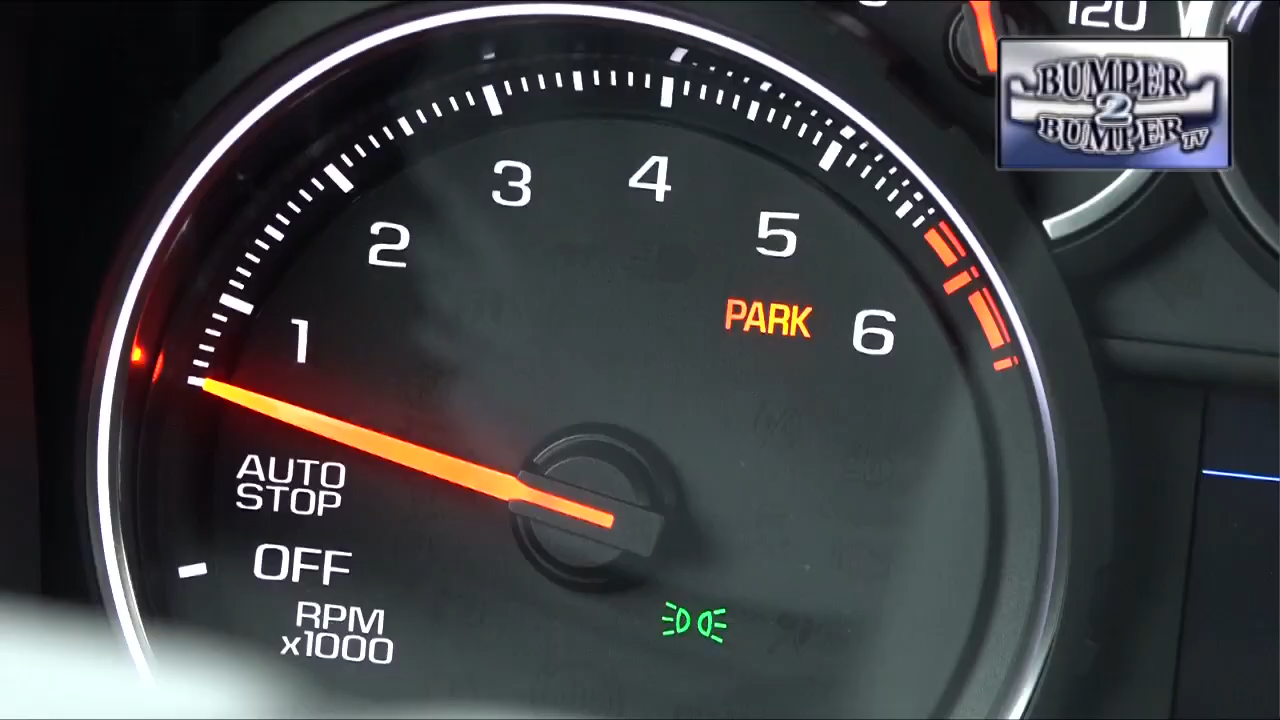 120
BUMPER
2
BUMPER TV
3
4
2
5
1
PARK
6
AUTO
STOP
OFF
RPM
x1000